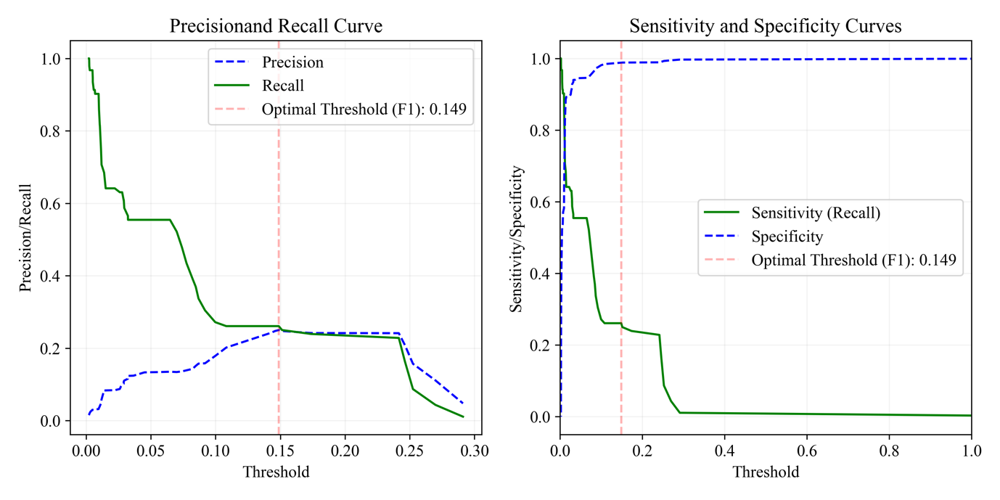 Precisionand Recall Curve
Precision
Recall
Optimal Threshold (F1): 0.149
Precision/Recall
1.0
0.8
0.6
0.4
0.2
0.0
0.00 0.05 0.10 0.15 0.20 0.25 0.30
Threshold
Sensitivity and Specificity Curves
Sensitivity/Specificity
1.0
0.8
0.6
0.4
0.2
0.0
Sensitivity (Recall)
Specificity
Optimal Threshold (F1): 0.149
0.0 0.2 0.4 0.6 0.8 1.0
Threshold